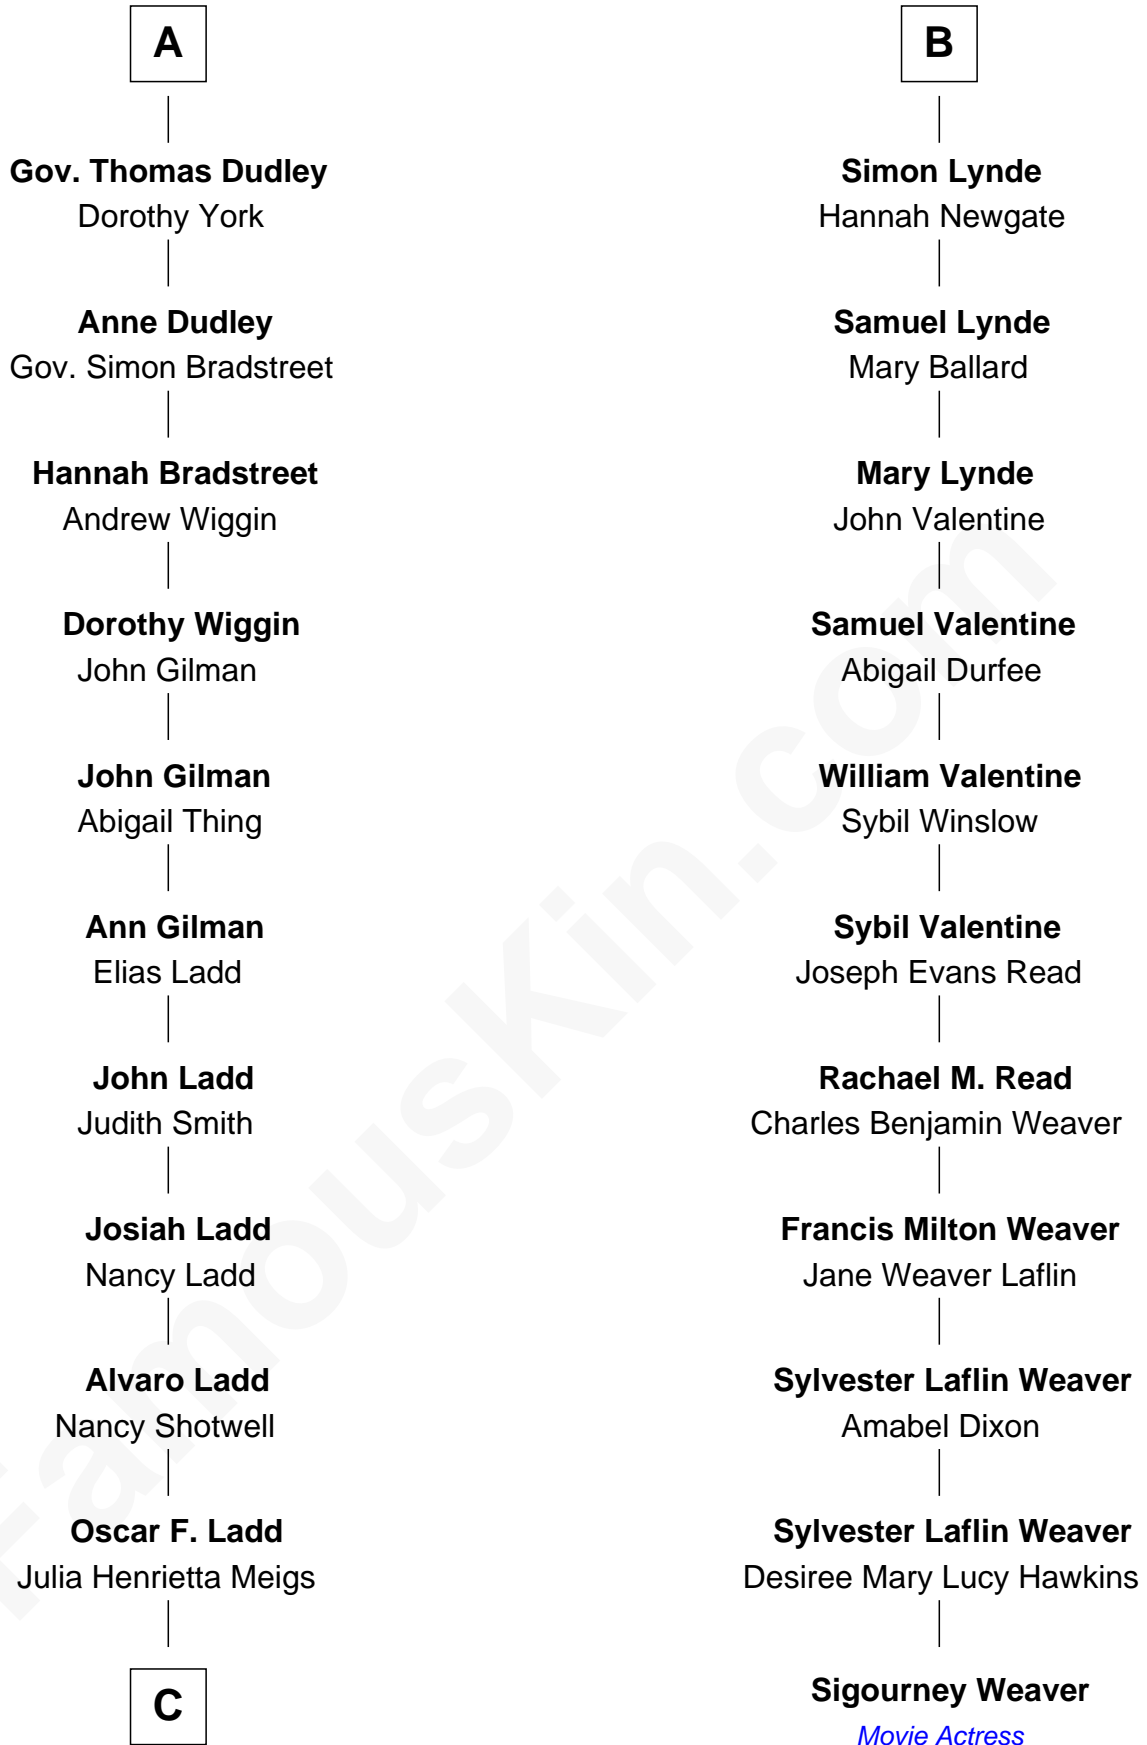 A
Gov. Thomas Dudley
Dorothy York
Anne Dudley
Gov. Simon Bradstreet
Hannah Bradstreet
Andrew Wiggin
Dorothy Wiggin
John Gilman
John Gilman
Abigail Thing
Ann Gilman
Elias Ladd
John Ladd
Judith Smith
Josiah Ladd
Nancy Ladd
Alvaro Ladd
Nancy Shotwell
Oscar F. Ladd
Julia Henrietta Meigs
C
B
Simon Lynde
Hannah Newgate
Samuel Lynde
Mary Ballard
Mary Lynde
John Valentine
Samuel Valentine
Abigail Durfee
William Valentine
Sybil Winslow
Sybil Valentine
Joseph Evans Read
Rachael M. Read
Charles Benjamin Weaver
Francis Milton Weaver
Jane Weaver Laflin
Sylvester Laflin Weaver
Amabel Dixon
Sylvester Laflin Weaver
Desiree Mary Lucy Hawkins
Sigourney Weaver
Movie Actress
FamousKin.com